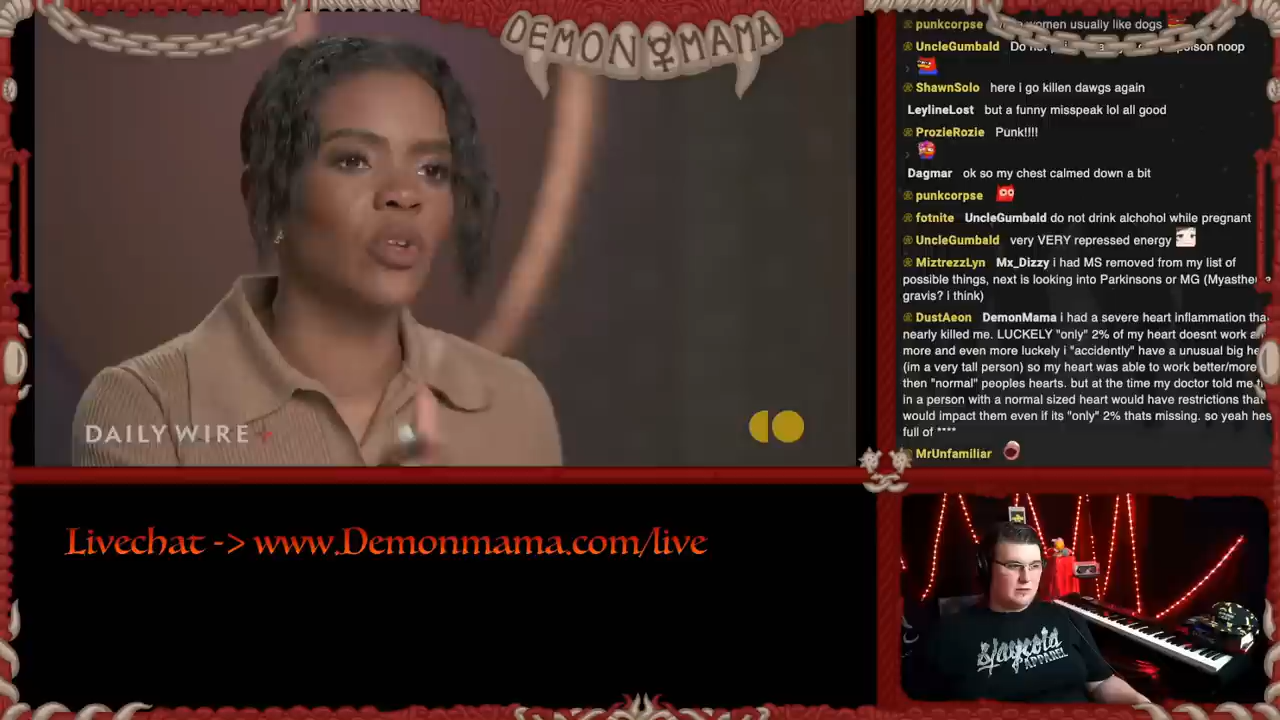 DEMON MAMA
punkcorpse women usually like dogs
UncleGumbald Do not
noop
ShawnSolo here i go killen dawgs again
LeylineLost but a funny misspeak lol all good
ProzieRozie Punk!!!!
Dagmar ok so my chest calmed down a bit
punkcorpse
fotnite UncleGumbald do not drink alchohol while pregnant
UncleGumbald very VERY repressed energy
MiztrezzLyn Mx_Dizzy i had MS removed from my list of
possible things, next is looking into Parkinsons or MG
gravis? I think)
DustAeon DemonMama i had a severe heart inflammation
nearly killed me. LUCKELY "only" 2% of my heart doesnt work
more and even more luckely i "accidently" have a unusual big
(im a very tall person) so my heart was able to work better/more
then "normal" peoples hearts. but at the time my doctor told me
in a person with a normal sized heart would have restrictions
would impact them even if its "only" 2% thats missing. so yeah
full of ****
MrUnfamiliar
DAILY WIRE +
Livechat -> www.Demonmama.com/live
Slaycoid
APPAREL